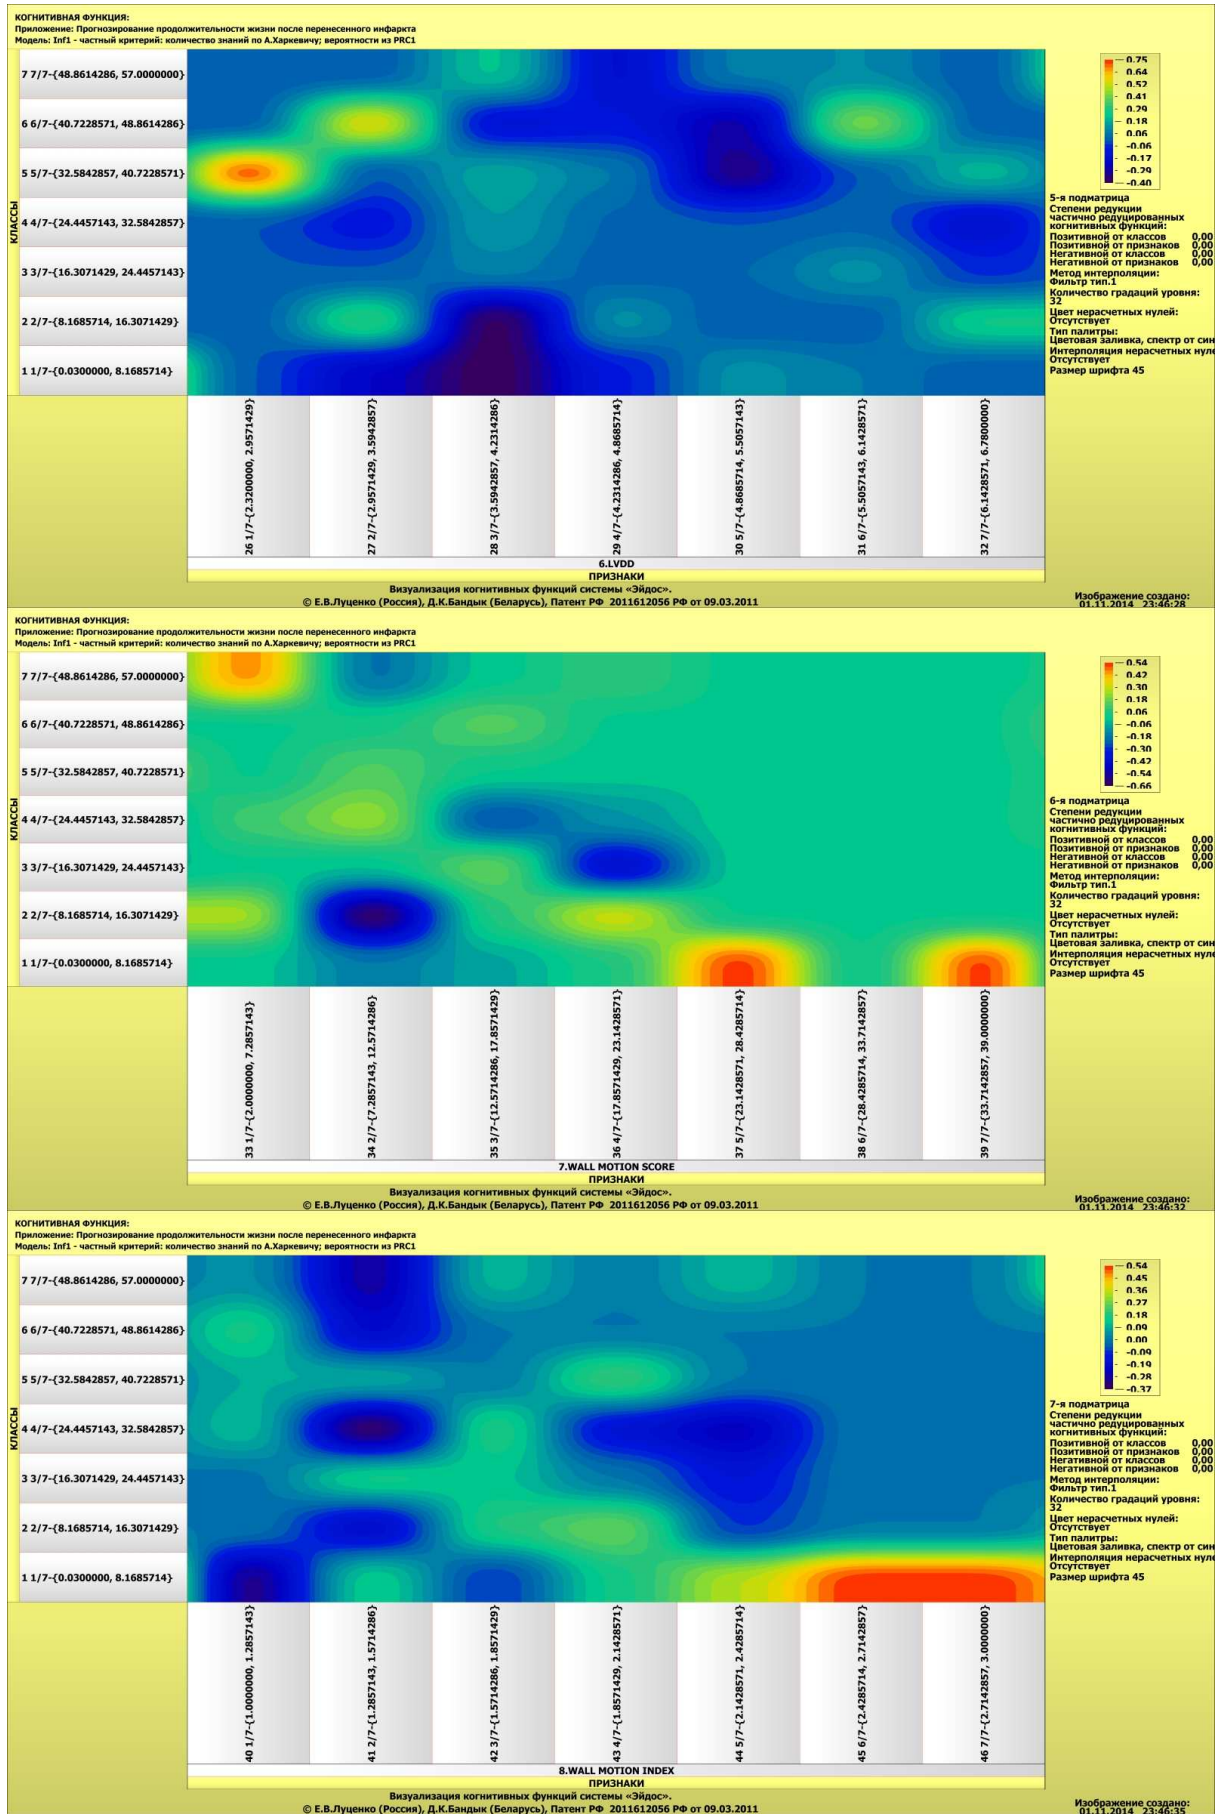 КОГНИТИВНАЯ ФУНКЦИЯ:
Приложение: Прогнозирование продолжительности жизни после перенесенного инфаркта
Модель: Inf1 - частный критерий: количество знаний по А.Харкевичу; вероятности из PRC1
КЛАССЫ
7 7/7-{48.8614286, 57.0000000}
6 6/7-{40.7228571, 48.8614286}
5 5/7-{32.5842857, 40.7228571}
4 4/7-{24.4457143, 32.5842857}
3 3/7-{16.3071429, 24.4457143}
2 2/7-{8.1685714, 16.3071429}
1 1/7-{0.0300000, 8.1685714}
0.75
0.64
0.52
0.41
0.29
0.18
0.06
-0.06
-0.17
-0.29
-0.40
5-я подматрица
Степени редукции
частично редуцированных
когнитивных функций:
Позитивной от классов 0,00
Позитивной от признаков 0,00
Негативной от классов 0,00
Негативной от признаков 0,00
Метод интерполяции:
Фильтр тип.1
Количество градаций уровня:
32
Цвет нерасчетных нулей:
Отсутствует
Тип палитры:
Цветовая заливка, спектр от син
Интерполяция нерасчетных нуле
Отсутствует
Размер шрифта 45
26 1/7-{2.3200000, 2.9571429}
27 2/7-{2.9571429, 3.5942857}
28 3/7-{3.5942857, 4.2314286}
29 4/7-{4.2314286, 4.8685714}
30 5/7-{4.8685714, 5.5057143}
31 6/7-{5.5057143, 6.1428571}
32 7/7-{6.1428571, 6.7800000}
6.LVDD
ПРИЗНАКИ
Визуализация когнитивных функций системы «Эйдос».
© Е.В.Луценко (Россия), Д.К.Бандык (Беларусь), Патент РФ 2011612056 РФ от 09.03.2011
Изображение создано:
01.11.2014 23:46:28
КОГНИТИВНАЯ ФУНКЦИЯ:
Приложение: Прогнозирование продолжительности жизни после перенесенного инфаркта
Модель: Inf1 - частный критерий: количество знаний по А.Харкевичу; вероятности из PRC1
КЛАССЫ
7 7/7-{48.8614286, 57.0000000}
6 6/7-{40.7228571, 48.8614286}
5 5/7-{32.5842857, 40.7228571}
4 4/7-{24.4457143, 32.5842857}
3 3/7-{16.3071429, 24.4457143}
2 2/7-{8.1685714, 16.3071429}
1 1/7-{0.0300000, 8.1685714}
0.54
0.42
0.30
0.18
0.06
-0.06
-0.18
-0.30
-0.42
-0.54
-0.66
6-я подматрица
Степени редукции
частично редуцированных
когнитивных функций:
Позитивной от классов 0,00
Позитивной от признаков 0,00
Негативной от классов 0,00
Негативной от признаков 0,00
Метод интерполяции:
Фильтр тип.1
Количество градаций уровня:
32
Цвет нерасчетных нулей:
Отсутствует
Тип палитры:
Цветовая заливка, спектр от син
Интерполяция нерасчетных нуле
Отсутствует
Размер шрифта 45
33 1/7-{2.0000000, 7.2857143}
34 2/7-{7.2857143, 12.5714286}
35 3/7-{12.5714286, 17.8571429}
36 4/7-{17.8571429, 23.1428571}
37 5/7-{23.1428571, 28.4285714}
38 6/7-{28.4285714, 33.7142857}
39 7/7-{33.7142857, 39.0000000}
7.WALL MOTION SCORE
ПРИЗНАКИ
Визуализация когнитивных функций системы «Эйдос».
© Е.В.Луценко (Россия), Д.К.Бандык (Беларусь), Патент РФ 2011612056 РФ от 09.03.2011
Изображение создано:
01.11.2014 23:46:32
КОГНИТИВНАЯ ФУНКЦИЯ:
Приложение: Прогнозирование продолжительности жизни после перенесенного инфаркта
Модель: Inf1 - частный критерий: количество знаний по А.Харкевичу; вероятности из PRC1
КЛАССЫ
7 7/7-{48.8614286, 57.0000000}
6 6/7-{40.7228571, 48.8614286}
5 5/7-{32.5842857, 40.7228571}
4 4/7-{24.4457143, 32.5842857}
3 3/7-{16.3071429, 24.4457143}
2 2/7-{8.1685714, 16.3071429}
1 1/7-{0.0300000, 8.1685714}
0.54
0.45
0.36
0.27
0.18
0.09
0.00
-0.09
-0.19
-0.28
-0.37
7-я подматрица
Степени редукции
частично редуцированных
когнитивных функций:
Позитивной от классов 0,00
Позитивной от признаков 0,00
Негативной от классов 0,00
Негативной от признаков 0,00
Метод интерполяции:
Фильтр тип.1
Количество градаций уровня:
32
Цвет нерасчетных нулей:
Отсутствует
Тип палитры:
Цветовая заливка, спектр от син
Интерполяция нерасчетных нуле
Отсутствует
Размер шрифта 45
40 1/7-{1.0000000, 1.2857143}
41 2/7-{1.2857143, 1.5714286}
42 3/7-{1.5714286, 1.8571429}
43 4/7-{1.8571429, 2.1428571}
44 5/7-{2.1428571, 2.4285714}
45 6/7-{2.4285714, 2.7142857}
46 7/7-{2.7142857, 3.0000000}
8.WALL MOTION INDEX
ПРИЗНАКИ
Визуализация когнитивных функций системы «Эйдос».
© Е.В.Луценко (Россия), Д.К.Бандык (Беларусь), Патент РФ 2011612056 РФ от 09.03.2011
Изображение создано:
01.11.2014 23:46:35